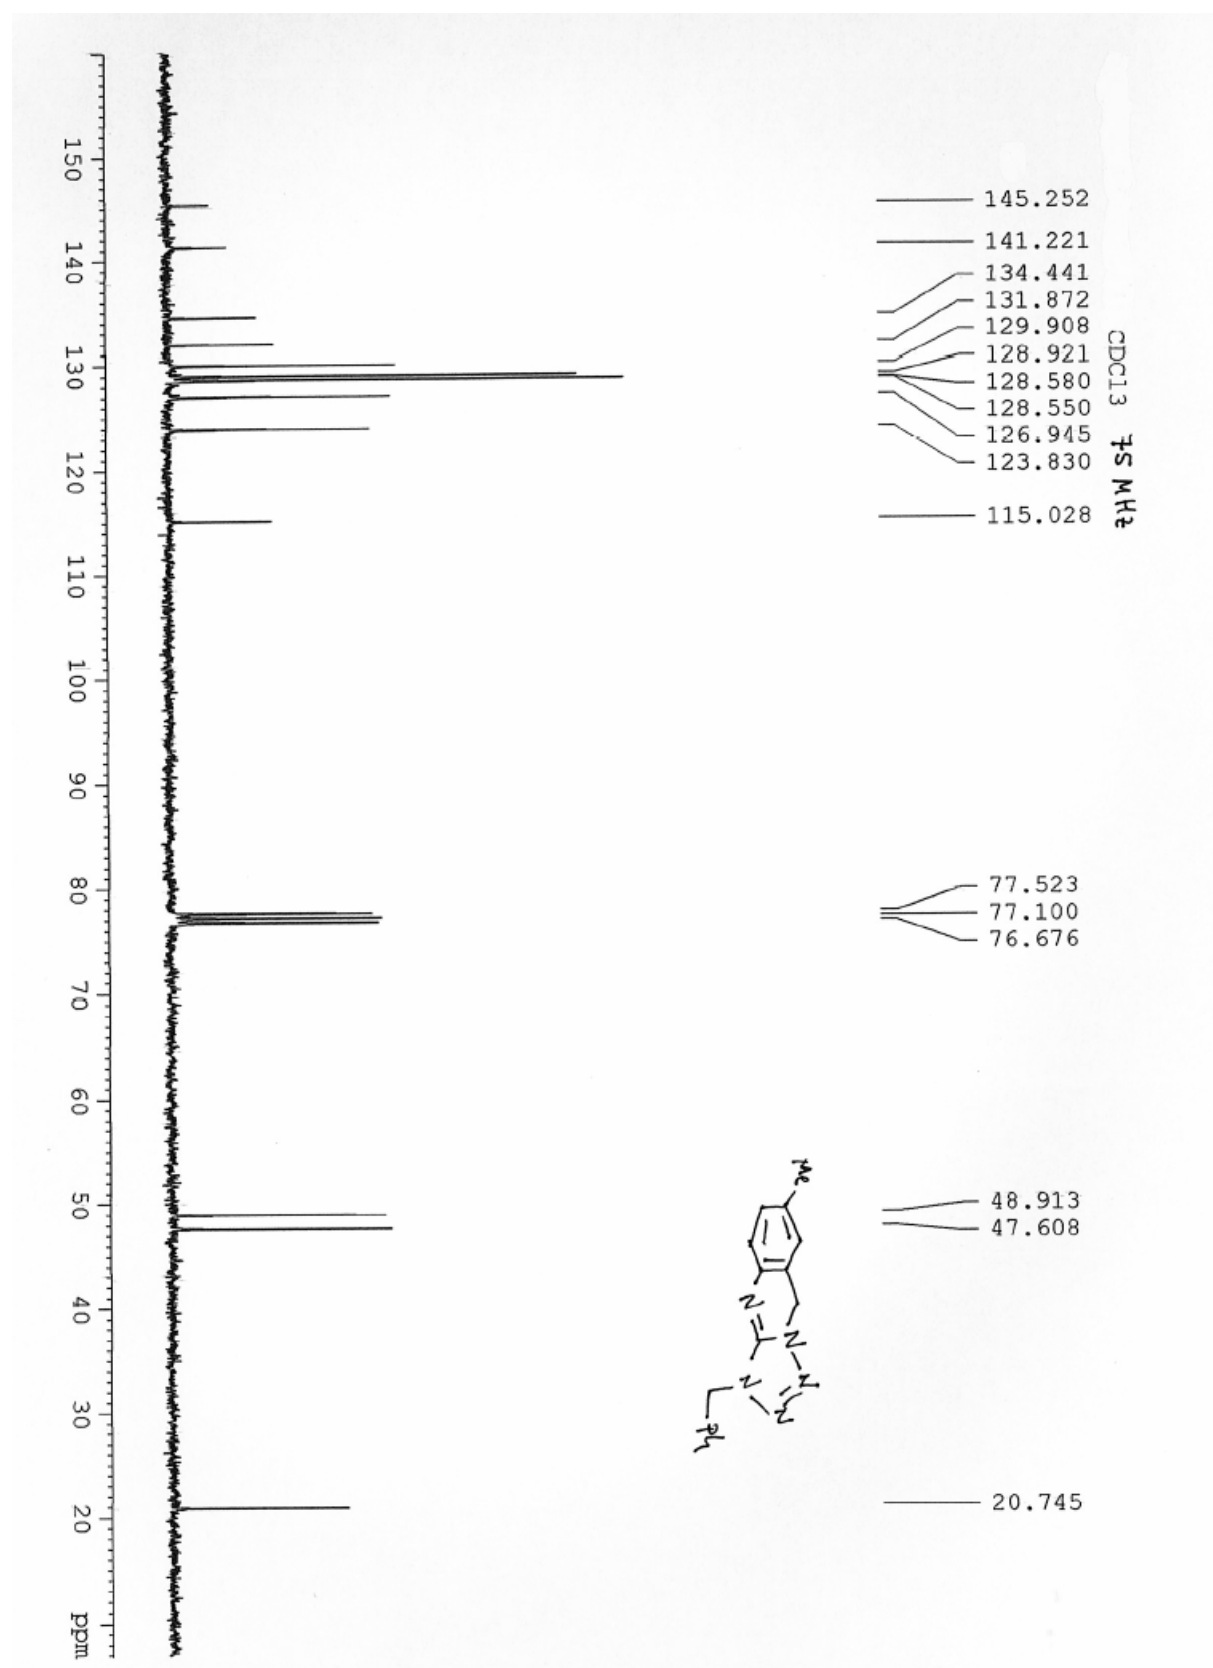 145.252
141.221
134.441
131.872
129.908
128.921
128.580
128.550
126.945
123.830
115.028
CDCl3 75 MHz
77.523
77.100
76.676
48.913
47.608
20.745
Me
N
N
N
N
N
Ph
150 140 130 120 110 100 90 80 70 60 50 40 30 20 ppm